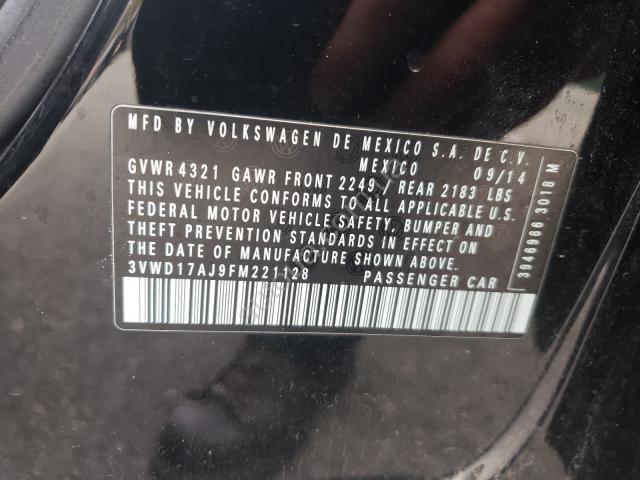 MFD BY VOLKSWAGEN DE MEXICO S.A. DE C.V.
MEXICO 09/14
GVWR 4321 GAWR FRONT 2249 / REAR 2183 LBS
THIS VEHICLE CONFORMS TO ALL APPLICABLE U.S.
FEDERAL MOTOR VEHICLE SAFETY, BUMPER AND
THEFT PREVENTION STANDARDS IN EFFECT ON
THE DATE OF MANUFACTURE SHOWN ABOVE.
3VWD17AJ9FM221128 PASSENGER CAR
3946966 3018 M